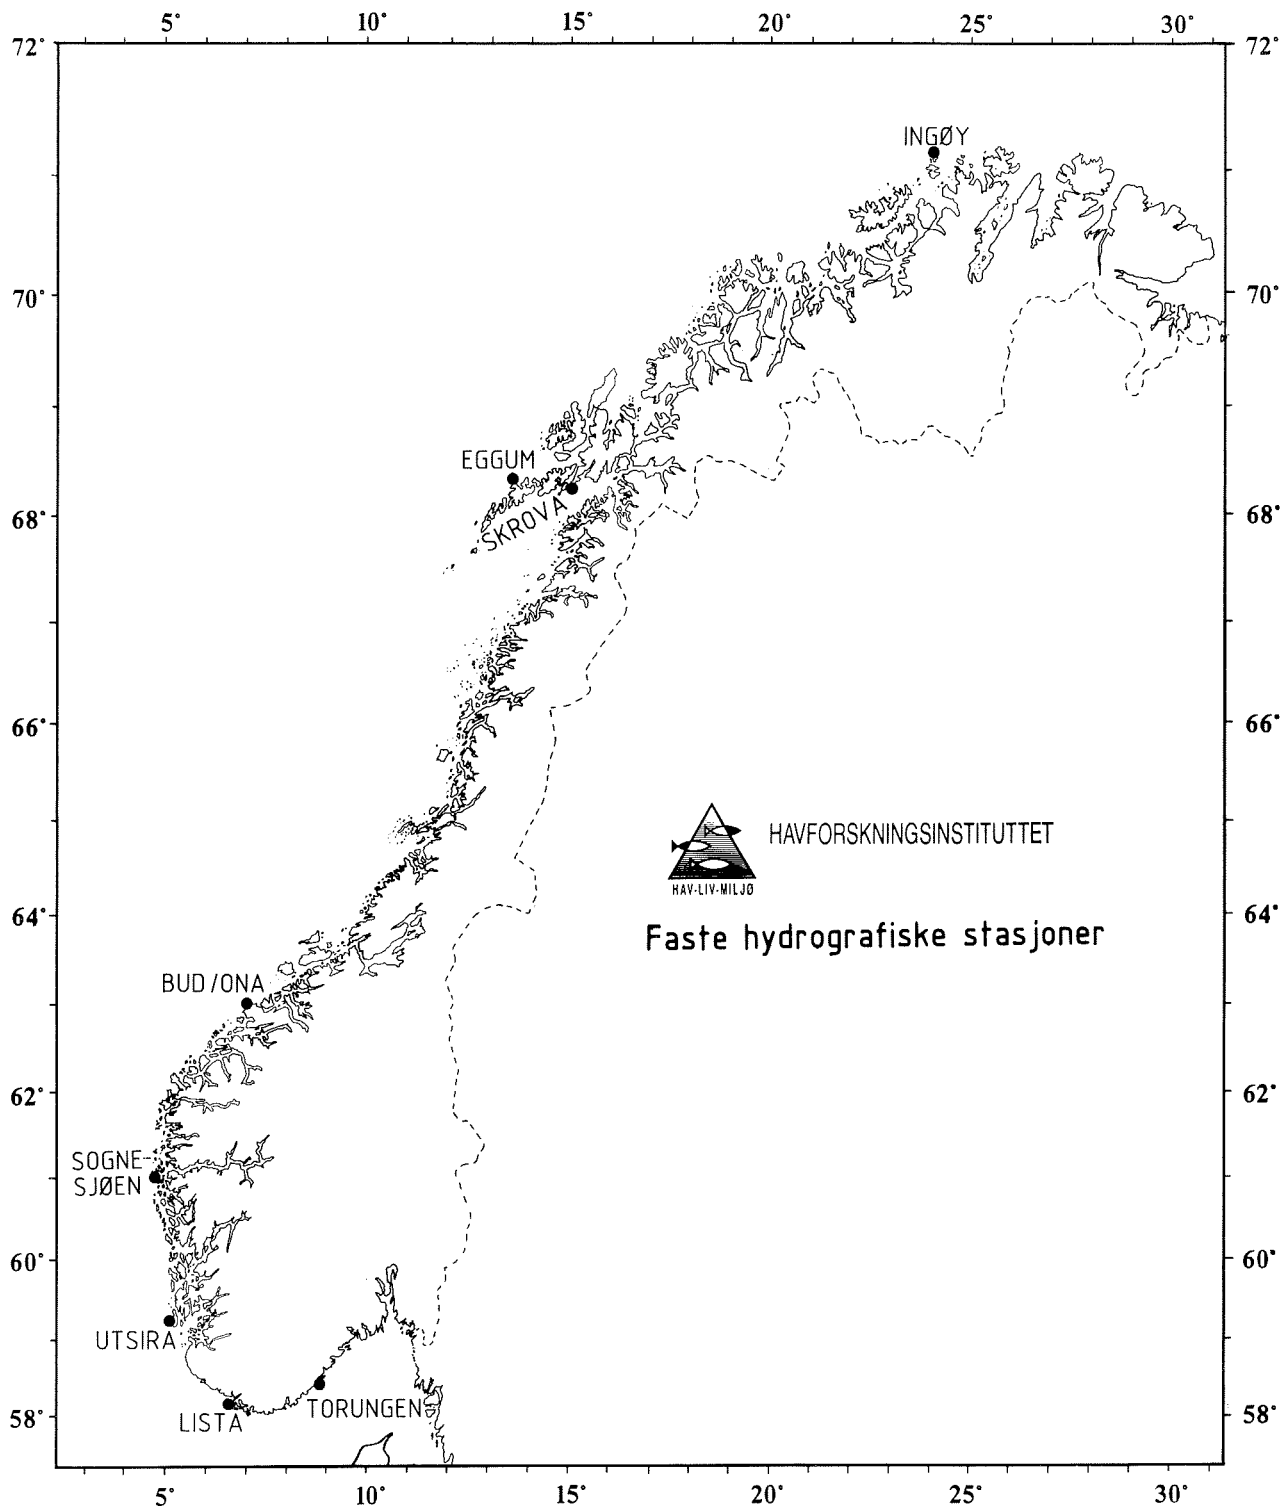 5° 10° 15° 20° 25° 30°
72° 72°
INGØY
70° 70°
EGGUM
SKROVA
68° 68°
66° 66°
HAVFORSKNINGSINSTITUTTET
HAV-LIV-MILJØ
64° 64°
Faste hydrografiske stasjoner
BUD/ONA
62° 62°
SOGNE-
SJØEN
60° 60°
UTSIRA
TORUNGEN
LISTA
58° 58°
5° 10° 15° 20° 25° 30°